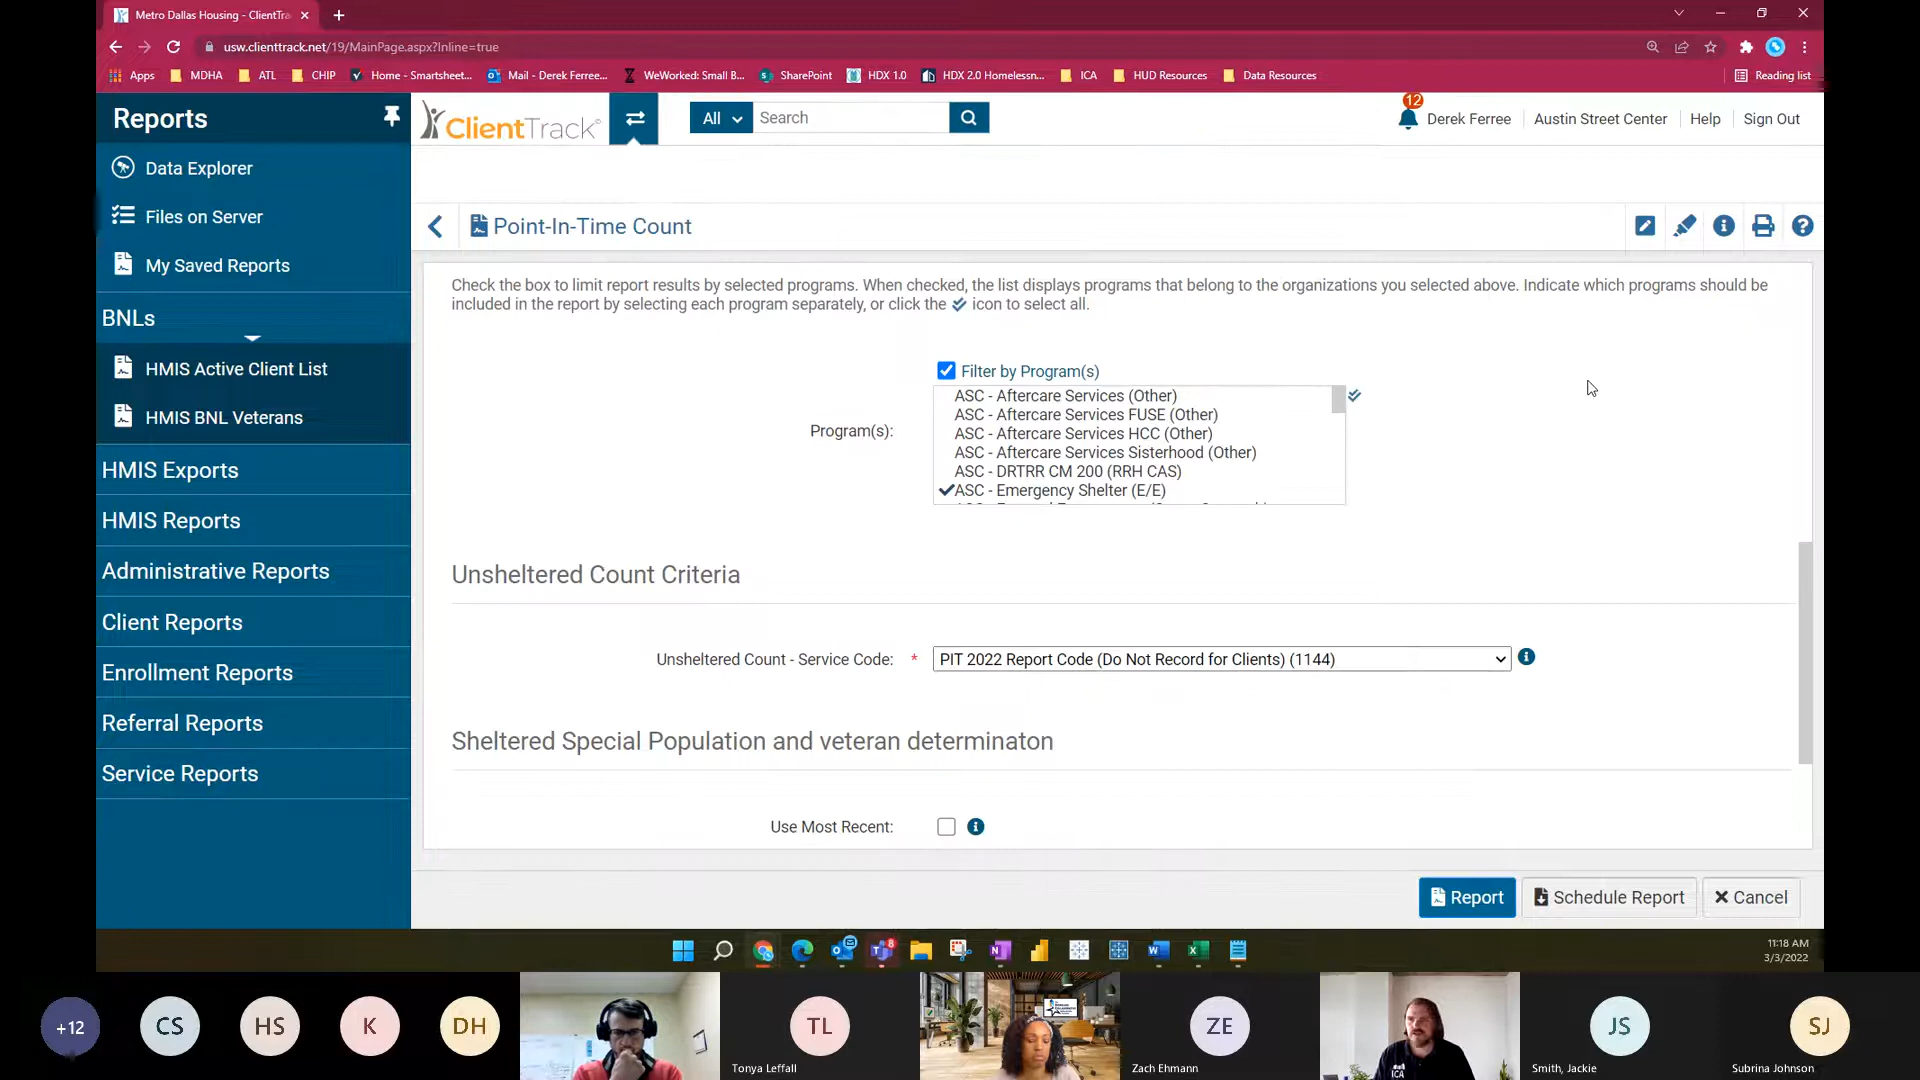 Metro Dallas Housing - ClientTra
usw.clienttrack.net/19/MainPage.aspx?Inline=true
Apps MDHA ATL CHIP Home - Smartsheet... Mail - Derek Ferree... WeWorked: Small B... SharePoint HDX 1.0 HDX 2.0 Homelessn... ICA HUD Resources Data Resources Reading list
Reports
ClientTrack
All
Search
12
Derek Ferree
Austin Street Center
Help
Sign Out
Data Explorer
Files on Server
My Saved Reports
BNLs
HMIS Active Client List
HMIS BNL Veterans
HMIS Exports
HMIS Reports
Administrative Reports
Client Reports
Enrollment Reports
Referral Reports
Service Reports
Point-In-Time Count
Check the box to limit report results by selected programs. When checked, the list displays programs that belong to the organizations you selected above. Indicate which programs should be
included in the report by selecting each program separately, or click the icon to select all.
Filter by Program(s)
Program(s):
ASC - Aftercare Services (Other)
ASC - Aftercare Services FUSE (Other)
ASC - Aftercare Services HCC (Other)
ASC - Aftercare Services Sisterhood (Other)
ASC - DRTRR CM 200 (RRH CAS)
ASC - Emergency Shelter (E/E)
Unsheltered Count Criteria
Unsheltered Count - Service Code: * PIT 2022 Report Code (Do Not Record for Clients) (1144)
Sheltered Special Population and veteran determinaton
Use Most Recent:
Report
Schedule Report
Cancel
8
11:18 AM
3/3/2022
+12
CS
HS
K
DH
TL
Tonya Leffall
ZE
Zach Ehmann
ICA
JS
Smith, Jackie
SJ
Subrina Johnson